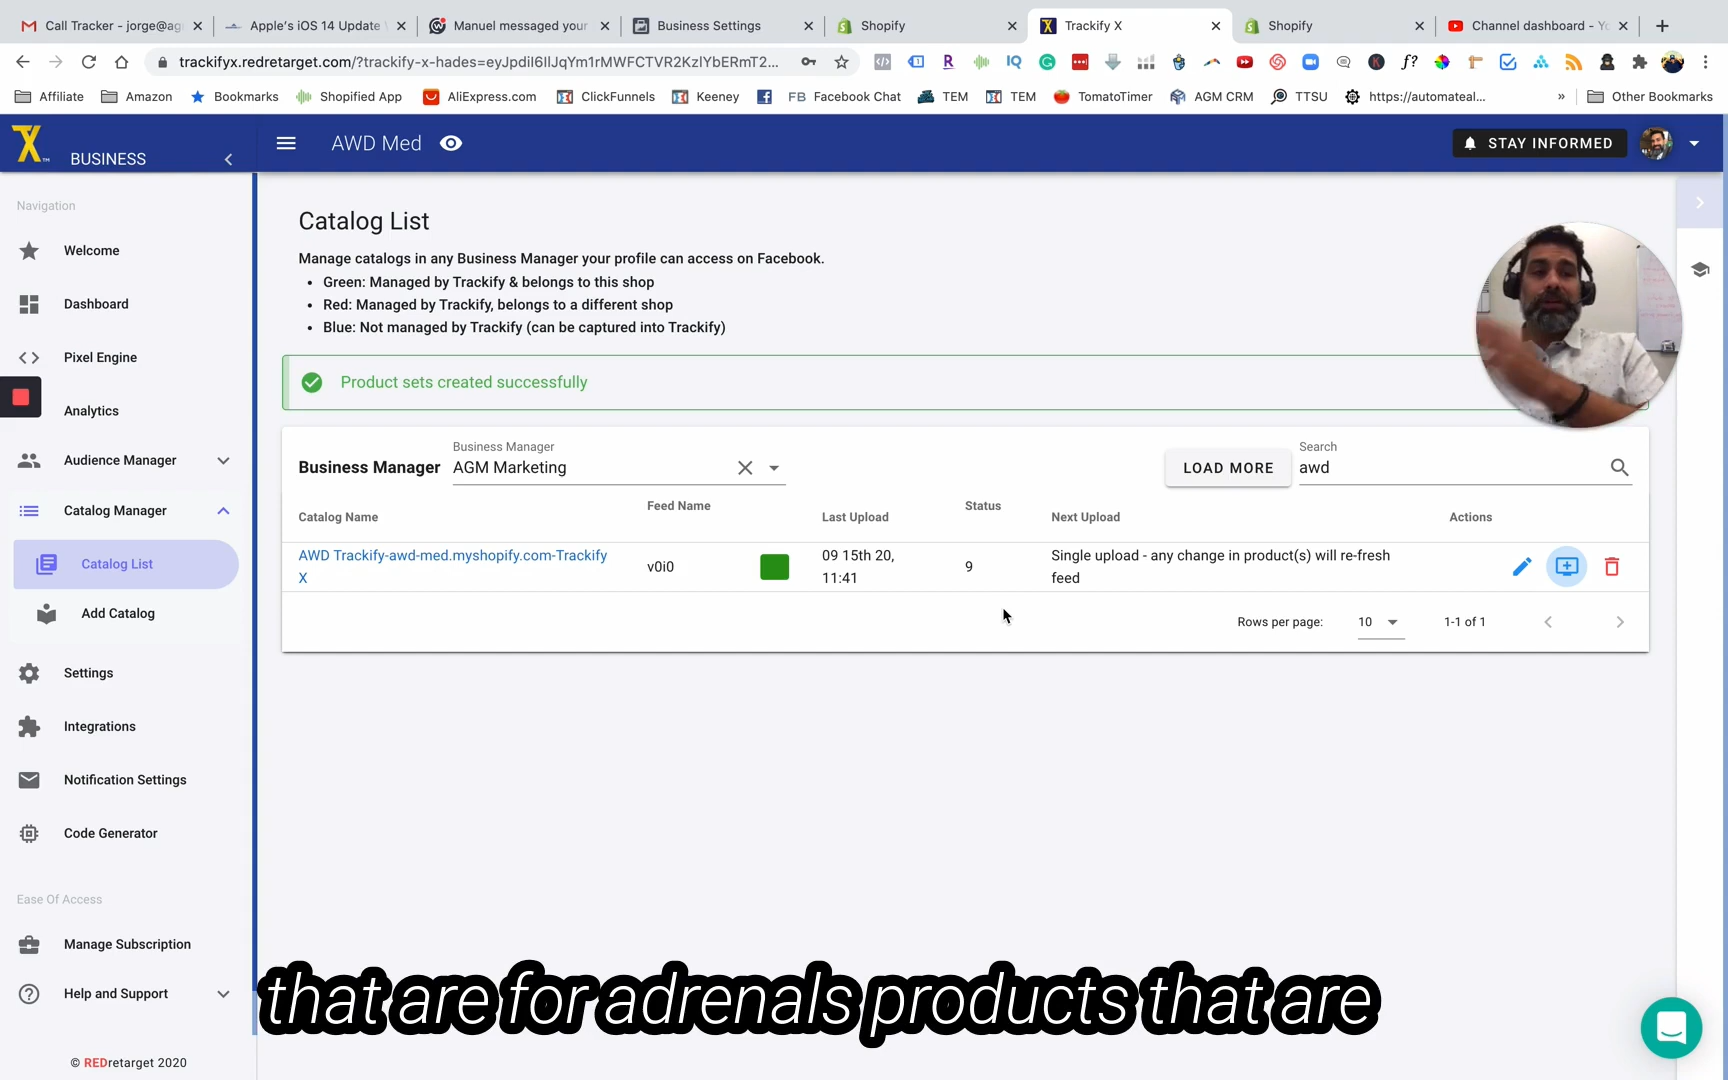 Call Tracker - jorge@ag
Apple's iOS 14 Update
Manuel messaged your
Business Settings
Shopify
Trackify X
Shopify
Channel dashboard - Yo
trackifyx.redretarget.com/?trackify-x-hades=eyJpdiI6IlJqYm1rMWFCTVR2KzlYbERmT2...
Affiliate
Amazon
Bookmarks
Shopified App
AliExpress.com
ClickFunnels
Keeney
FB Facebook Chat
TEM
TEM
TomatoTimer
AGM CRM
TTSU
https://automateal...
»
Other Bookmarks
BUSINESS
AWD Med
STAY INFORMED
Navigation
Welcome
Dashboard
Pixel Engine
Analytics
Audience Manager
Catalog Manager
Catalog List
Add Catalog
Settings
Integrations
Notification Settings
Code Generator
Ease Of Access
Manage Subscription
Help and Support
© REDretarget 2020
Catalog List
Manage catalogs in any Business Manager your profile can access on Facebook.
• Green: Managed by Trackify & belongs to this shop
• Red: Managed by Trackify, belongs to a different shop
• Blue: Not managed by Trackify (can be captured into Trackify)
Product sets created successfully
Business Manager
Business Manager
AGM Marketing
LOAD MORE
Search
awd
Catalog Name
Feed Name
Last Upload
Status
Next Upload
Actions
AWD Trackify-awd-med.myshopify.com-Trackify
X
v0i0
09 15th 20,
11:41
9
Single upload - any change in product(s) will re-fresh
feed
Rows per page:
10
1-1 of 1
that are for adrenals products that are